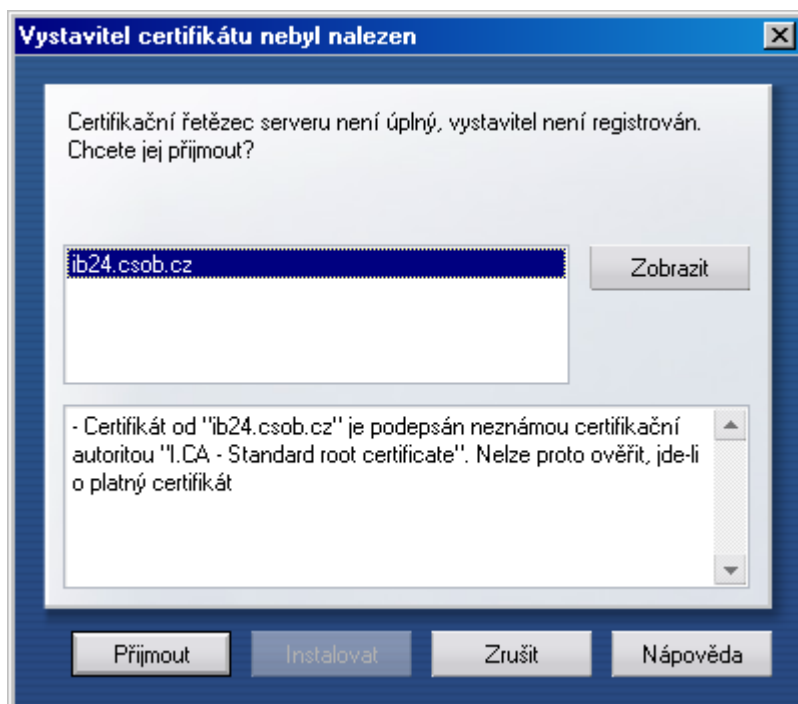 Vystavitel certifikátu nebyl nalezen
Certifikační řetězec serveru není úplný, vystavitel není registrován.
Chcete jej přijmout?
ib24.csob.cz
Zobrazit
- Certifikát od "ib24.csob.cz" je podepsán neznámou certifikační
autoritou "I.CA - Standard root certificate". Nelze proto ověřit, jde-li
o platný certifikát
Přijmout
Instalovat
Zrušit
Nápověda